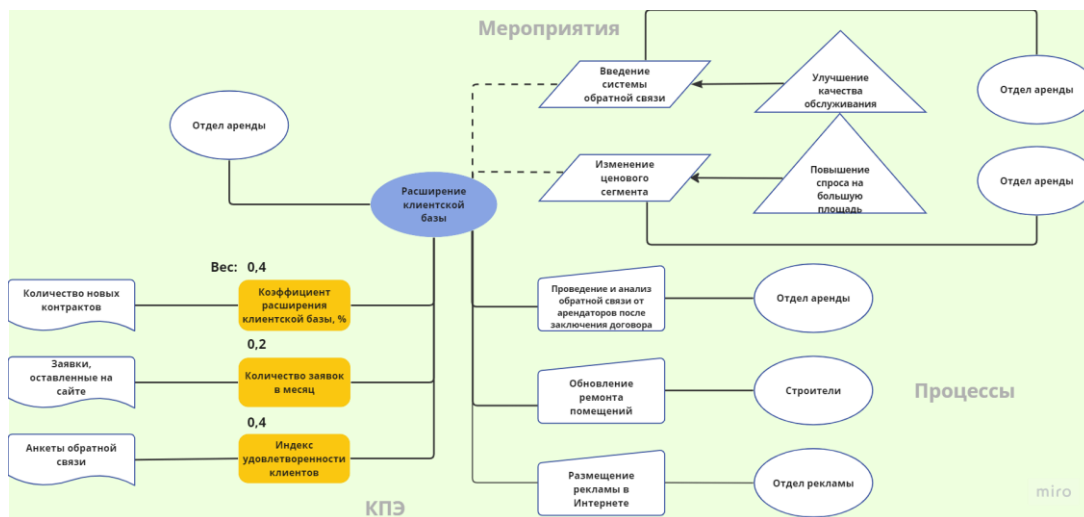 Мероприятия
Введение
системы
обратной связи
Улучшение
качества
обслуживания
Отдел аренды
Отдел аренды
Изменение
ценового
сегмента
Повышение
спроса на
большую
площадь
Отдел аренды
Расширение
клиентской
базы
Вес: 0,4
Количество новых
контрактов
Коэффициент
расширения
клиентской базы, %
0,2
Заявки,
оставленные на
сайте
Количество заявок
в месяц
0,4
Анкеты обратной
связи
Индекс
удовлетворенности
клиентов
КПЭ
Проведение и анализ
обратной связи от
арендаторов после
заключения договора
Отдел аренды
Обновление
ремонта
помещений
Строители
Процессы
Размещение
рекламы в
Интернете
Отдел рекламы
miro